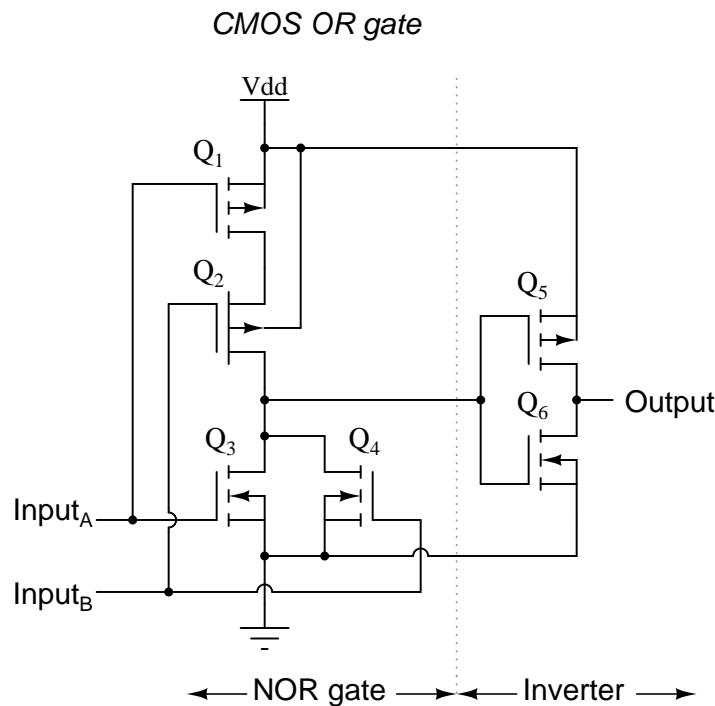 CMOS OR gate
Vdd
Q1
Q2
Q5
Output
Q6
Q3
Q4
InputA
InputB
NOR gate
Inverter